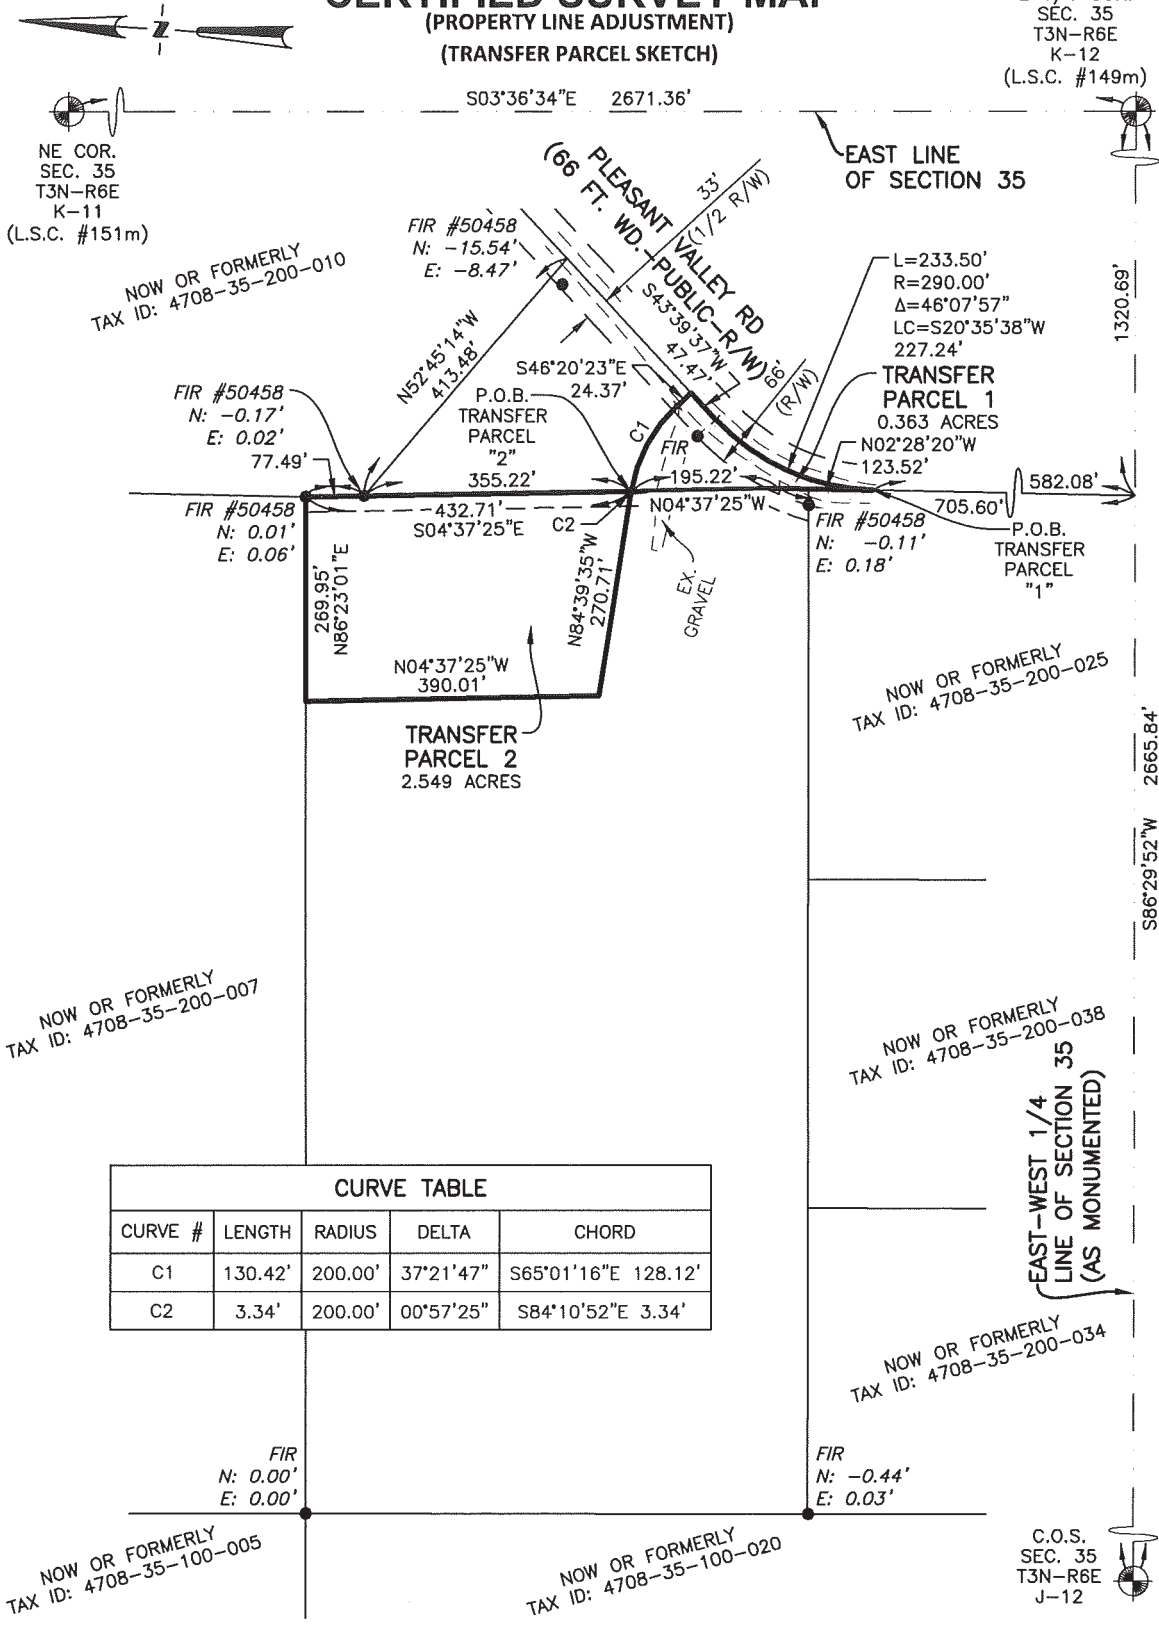 CERTIFIED SURVEY MAP
(PROPERTY LINE ADJUSTMENT)
(TRANSFER PARCEL SKETCH)
Z
SEC. 35
T3N-R6E
K-12
(L.S.C. #149m)
S03°36'34"E 2671.36'
NE COR.
SEC. 35
T3N-R6E
K-11
(L.S.C. #151m)
EAST LINE
OF SECTION 35
PLEASANT VALLEY RD
(66 FT. WD.-PUBLIC-R/W)
33'
(1/2 R/W)
FIR #50458
N: -15.54'
E: -8.47'
NOW OR FORMERLY
TAX ID: 4708-35-200-010
L=233.50'
R=290.00'
Δ=46°07'57"
LC=S20°35'38"W
227.24'
1320.69'
S43°39'37"W
47.47'
N52°45'14"W
413.48'
S46°20'23"E
24.37'
66'
(R/W)
TRANSFER
PARCEL 1
0.363 ACRES
FIR #50458
N: -0.17'
E: 0.02'
P.O.B.
TRANSFER
PARCEL
"2"
C1
FIR
N02°28'20"W
123.52'
77.49'
355.22'
195.22'
582.08'
FIR #50458
N: 0.01'
E: 0.06'
432.71'
S04°37'25"E
C2
N04°37'25"W
705.60'
FIR #50458
N: -0.11'
E: 0.18'
P.O.B.
TRANSFER
PARCEL
"1"
269.95'
N86°23'01"E
N84°39'35"W
270.71'
EX.
GRAVEL
N04°37'25"W
390.01'
NOW OR FORMERLY
TAX ID: 4708-35-200-025
TRANSFER
PARCEL 2
2.549 ACRES
S86°29'52"W 2665.84'
NOW OR FORMERLY
TAX ID: 4708-35-200-007
NOW OR FORMERLY
TAX ID: 4708-35-200-038
EAST-WEST 1/4
LINE OF SECTION 35
(AS MONUMENTED)
CURVE TABLE
CURVE # LENGTH RADIUS DELTA CHORD
C1 130.42' 200.00' 37°21'47" S65°01'16"E 128.12'
C2 3.34' 200.00' 00°57'25" S84°10'52"E 3.34'
NOW OR FORMERLY
TAX ID: 4708-35-200-034
FIR
N: 0.00'
E: 0.00'
FIR
N: -0.44'
E: 0.03'
NOW OR FORMERLY
TAX ID: 4708-35-100-005
NOW OR FORMERLY
TAX ID: 4708-35-100-020
C.O.S.
SEC. 35
T3N-R6E
J-12